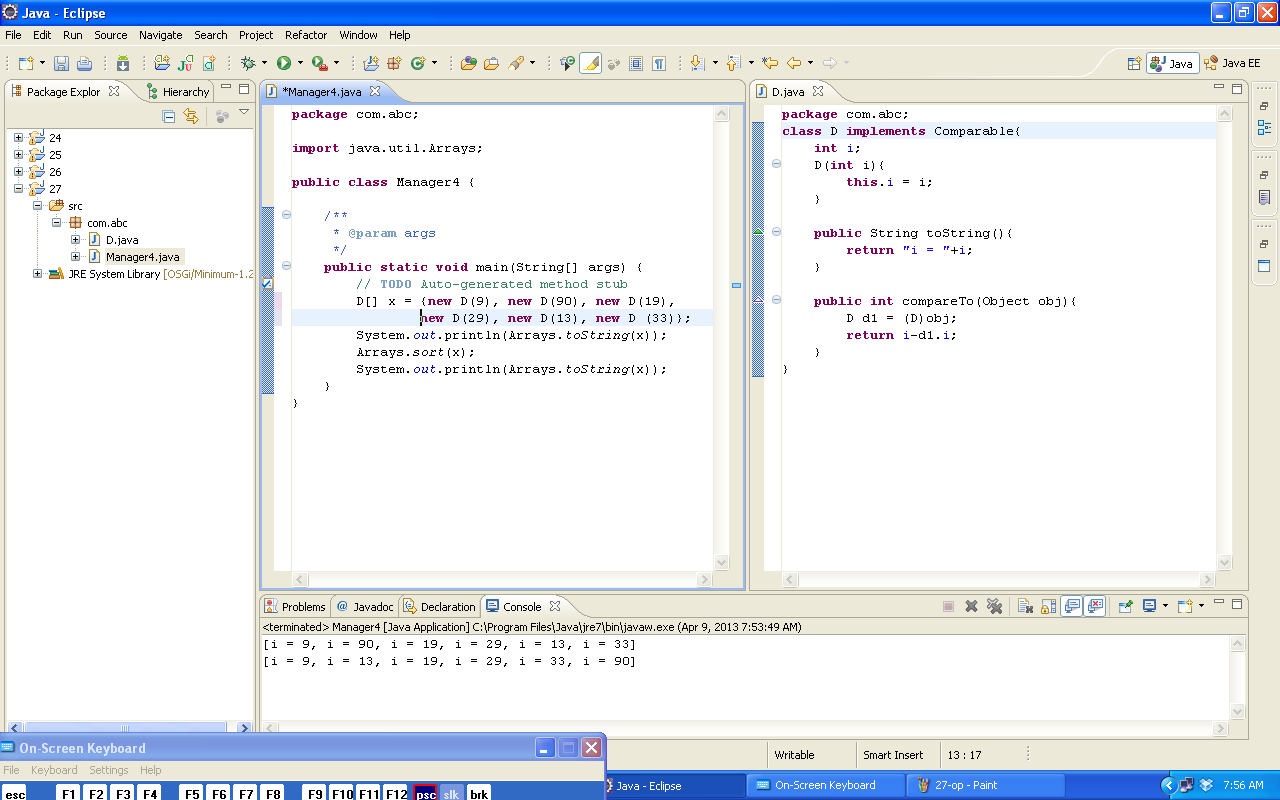 Java - Eclipse
File Edit Run Source Navigate Search Project Refactor Window Help
Java Java EE
Package Explor Hierarchy
24
25
26
27
src
com.abc
D.java
Manager4.java
JRE System Library [OSGi/Minimum-1.2
*Manager4.java
package com.abc;
import java.util.Arrays;
public class Manager4 {
/**
* @param args
*/
public static void main(String[] args) {
// TODO Auto-generated method stub
D[] x = {new D(9), new D(90), new D(19),
new D(29), new D(13), new D (33)};
System.out.println(Arrays.toString(x));
Arrays.sort(x);
System.out.println(Arrays.toString(x));
}
}
D.java
package com.abc;
class D implements Comparable{
int i;
D(int i){
this.i = i;
}
public String toString(){
return "i = "+i;
}
public int compareTo(Object obj){
D d1 = (D)obj;
return i-d1.i;
}
}
Problems @ Javadoc Declaration Console
<terminated> Manager4 [Java Application] C:\Program Files\Java\jre7\bin\javaw.exe (Apr 9, 2013 7:53:49 AM)
[i = 9, i = 90, i = 19, i = 29, i = 13, i = 33]
[i = 9, i = 13, i = 19, i = 29, i = 33, i = 90]
Writable Smart Insert 13 : 17
On-Screen Keyboard
File Keyboard Settings Help
esc F1 F2 F3 F4 F5 F6 F7 F9 F10 F11 F12 psc slk brk
Java - Eclipse On-Screen Keyboard 27-op - Paint 7:56 AM